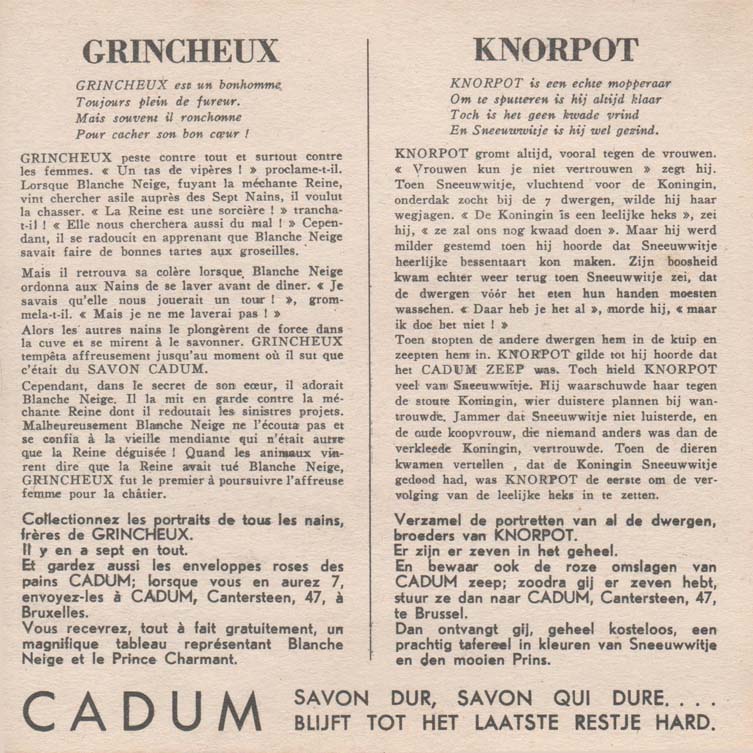 GRINCHEUX
GRINCHEUX est un bonhomme
Toujours plein de fureur.
Mais souvent il ronchonne
Pour cacher son bon cœur !
GRINCHEUX peste contre tout et surtout contre
les femmes. « Un tas de vipères ! » proclame-t-il.
Lorsque Blanche Neige, fuyant la méchante Reine,
vint chercher asile auprès des Sept Nains, il voulut
la chasser. « La Reine est une sorcière ! » trancha-
t-il ! « Elle nous cherchera aussi du mal ! » Cepen-
dant, il se radoucit en apprenant que Blanche Neige
savait faire de bonnes tartes aux groseilles.
Mais il retrouva sa colère lorsque Blanche Neige
ordonna aux Nains de se laver avant de dîner. « Je
savais qu'elle nous jouerait un tour ! », grom-
mela-t-il. « Mais je ne me laverai pas ! »
Alors les autres nains le plongèrent de force dans
la cuve et se mirent à le savonner. GRINCHEUX
tempêta affreusement jusqu'au moment où il sut que
c'était du SAVON CADUM.
Cependant, dans le secret de son cœur, il adorait
Blanche Neige. Il la mit en garde contre la mé-
chante Reine dont il redoutait les sinistres projets.
Malheureusement Blanche Neige ne l'écouta pas et
se confia à la vieille mendiante qui n'était autre
que la Reine déguisée ! Quand les animaux vin-
rent dire que la Reine avait tué Blanche Neige,
GRINCHEUX fut le premier à poursuivre l'affreuse
femme pour la châtier.
Collectionnez les portraits de tous les nains,
frères de GRINCHEUX.
Il y en a sept en tout.
Et gardez aussi les enveloppes roses des
pains CADUM; lorsque vous en aurez 7,
envoyez-les à CADUM, Cantersteen, 47, à
Bruxelles.
Vous recevrez, tout à fait gratuitement, un
magnifique tableau représentant Blanche
Neige et le Prince Charmant.
KNORPOT
KNORPOT is een echte mopperaar
Om te sputteren is hij altijd klaar
Toch is het geen kwade vrind
En Sneeuwwitje is hij wel gezind.
KNORPOT gromt altijd, vooral tegen de vrouwen.
« Vrouwen kun je niet vertrouwen » zegt hij.
Toen Sneeuwwitje, vluchtend voor de Koningin,
onderdak zocht bij de 7 dwergen, wilde hij haar
wegjagen. « De Koningin is een leelijke heks », zei
hij, « ze zal ons nog kwaad doen ». Maar hij werd
milder gestemd toen hij hoorde dat Sneeuwwitje
heerlijke bessentaart kon maken. Zijn boosheid
kwam echter weer terug toen Sneeuwwitje zei, dat
de dwergen vóór het eten hun handen moesten
wasschen. « Daar heb je het al », morde hij, « maar
ik doe het niet ! »
Toen stopten de andere dwergen hem in de kuip en
zeepten hem in. KNORPOT gilde tot hij hoorde dat
het CADUM ZEEP was. Toch hield KNORPOT
veel van Sneeuwwitje. Hij waarschuwde haar tegen
de stoute Koningin, wier duistere plannen bij wan-
trouwde. Jammer dat Sneeuwwitje niet luisterde, en
de oude koopvrouw, die niemand anders was dan de
verkleede Koningin, vertrouwde. Toen de dieren
kwamen vertellen , dat de Koningin Sneeuwwitje
gedood had, was KNORPOT de eerste om de ver-
volging van de leelijke heks in te zetten.
Verzamel de portretten van al de dwergen,
broeders van KNORPOT.
Er zijn er zeven in het geheel.
En bewaar ook de roze omslagen van
CADUM zeep; zoodra gij er zeven hebt,
stuur ze dan naar CADUM, Cantersteen, 47,
te Brussel.
Dan ontvangt gij, geheel kosteloos, een
prachtig tafereel in kleuren van Sneeuwwitje
en den mooien Prins.
CADUM
SAVON DUR, SAVON QUI DURE....
BLIJFT TOT HET LAATSTE RESTJE HARD.